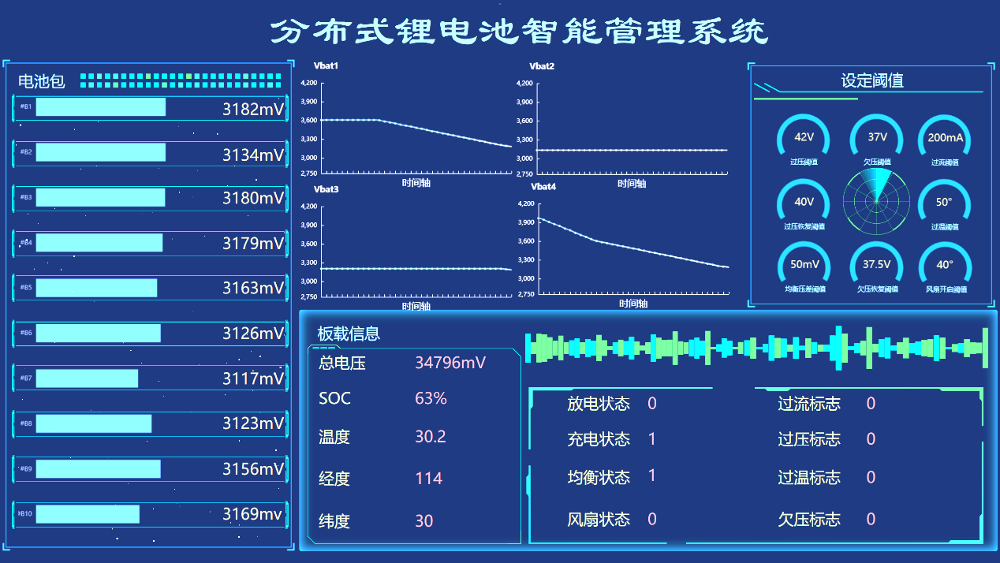 分布式锂电池智能管理系统
电池包
#B1 3182mV
#B2 3134mV
#B3 3180mV
#B4 3179mV
#B5 3163mV
#B6 3126mV
#B7 3117mV
#B8 3123mV
#B9 3156mV
#B10 3169mv
Vbat1
4,200
3,900
3,600
3,300
3,000
2,750
时间轴
Vbat2
4,200
3,900
3,600
3,300
3,000
2,750
时间轴
Vbat3
4,200
3,900
3,600
3,300
3,000
2,750
时间轴
Vbat4
4,200
3,900
3,600
3,300
3,000
2,750
时间轴
设定阈值
42V 37V 200mA
过压阈值 欠压阈值 过流阈值
40V 50°
过压恢复阈值 过温阈值
50mV 37.5V 40°
均衡压差阈值 欠压恢复阈值 风扇开启阈值
板载信息
总电压 34796mV
SOC 63%
温度 30.2
经度 114
纬度 30
放电状态 0 过流标志 0
充电状态 1 过压标志 0
均衡状态 1 过温标志 0
风扇状态 0 欠压标志 0